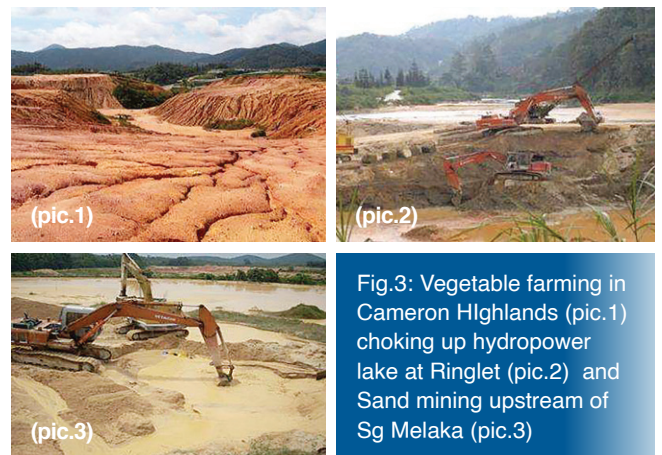 (pic.1)
(pic.2)
(pic.3)
Fig.3: Vegetable farming in
Cameron HIghlands (pic.1)
choking up hydropower
lake at Ringlet (pic.2) and
Sand mining upstream of
Sg Melaka (pic.3)